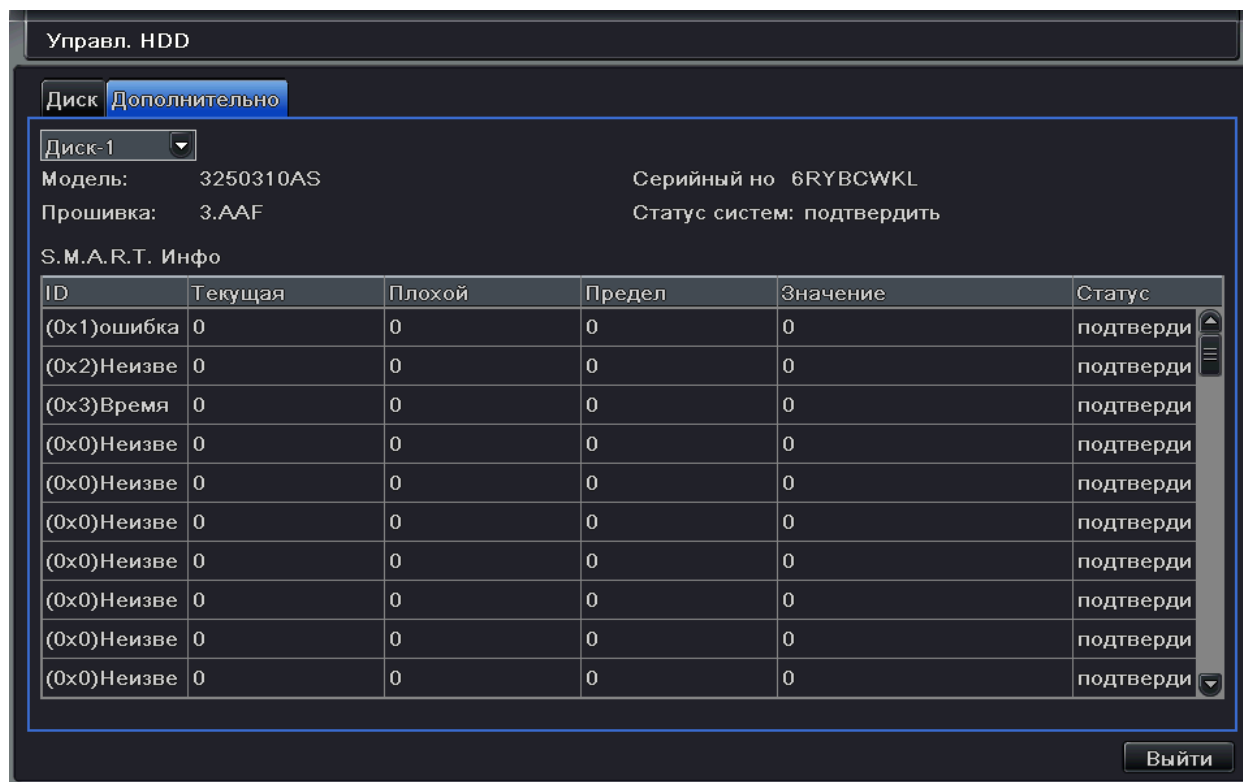 Управл. HDD
Диск Дополнительно
Диск-1
Модель: 3250310AS Серийный но 6RYBCWKL
Прошивка: 3.AAF Статус систем: подтвердить
S.M.A.R.T. Инфо
ID Текущая Плохой Предел Значение Статус
(0x1)ошибка 0 0 0 0 подтверди
(0x2)Неизве 0 0 0 0 подтверди
(0x3)Время 0 0 0 0 подтверди
(0x0)Неизве 0 0 0 0 подтверди
(0x0)Неизве 0 0 0 0 подтверди
(0x0)Неизве 0 0 0 0 подтверди
(0x0)Неизве 0 0 0 0 подтверди
(0x0)Неизве 0 0 0 0 подтверди
(0x0)Неизве 0 0 0 0 подтверди
(0x0)Неизве 0 0 0 0 подтверди
Выйти